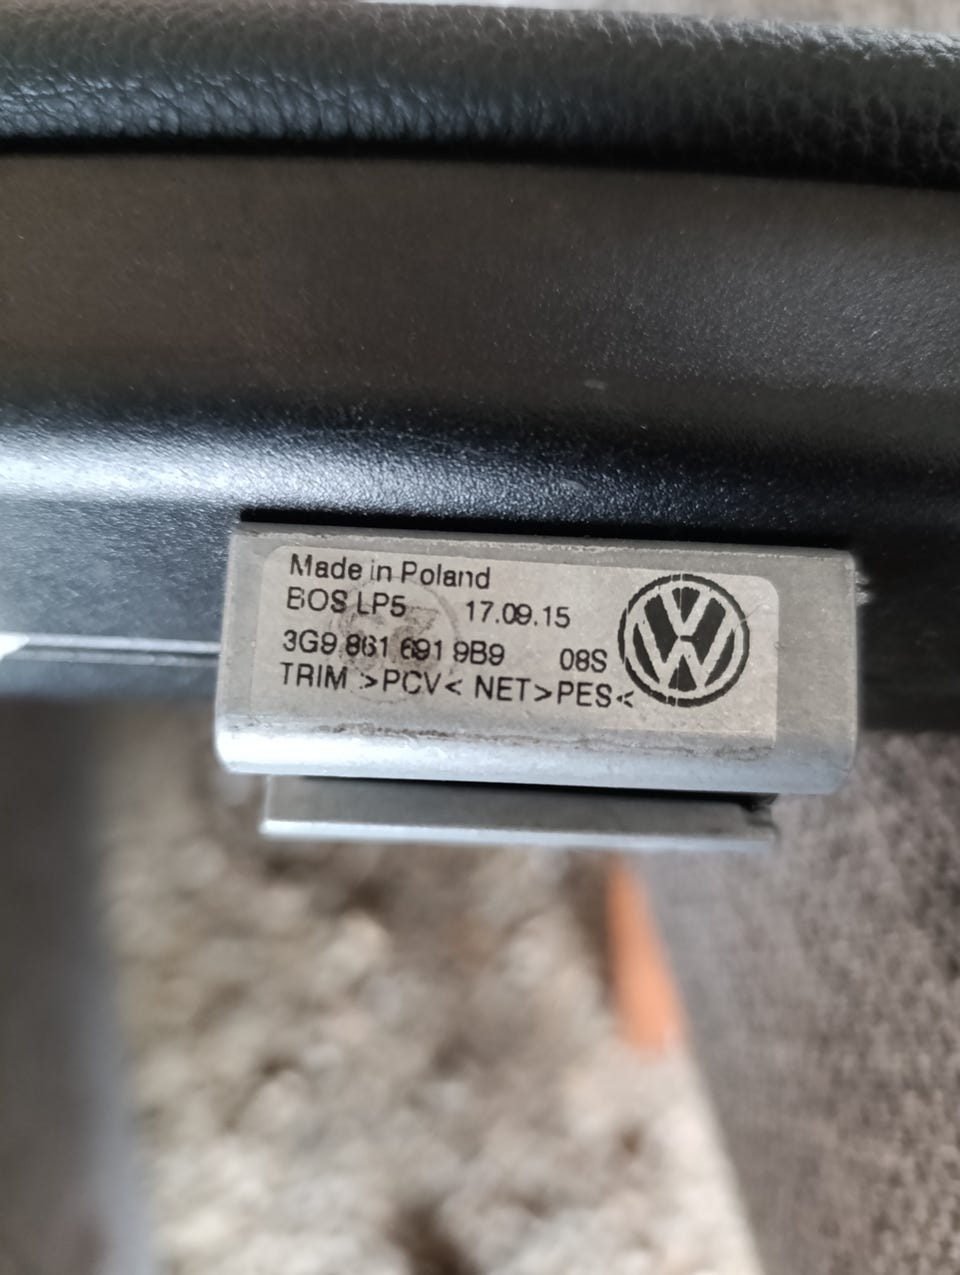 Made in Poland
BOS LP5 17.09.15
3G9 861 691 9B9 08S
TRIM >PCV< NET>PES<